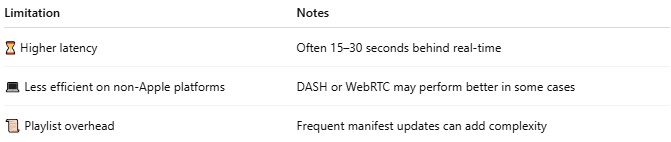 Limitation Notes
⏳ Higher latency Often 15–30 seconds behind real-time
💻 Less efficient on non-Apple platforms DASH or WebRTC may perform better in some cases
📜 Playlist overhead Frequent manifest updates can add complexity